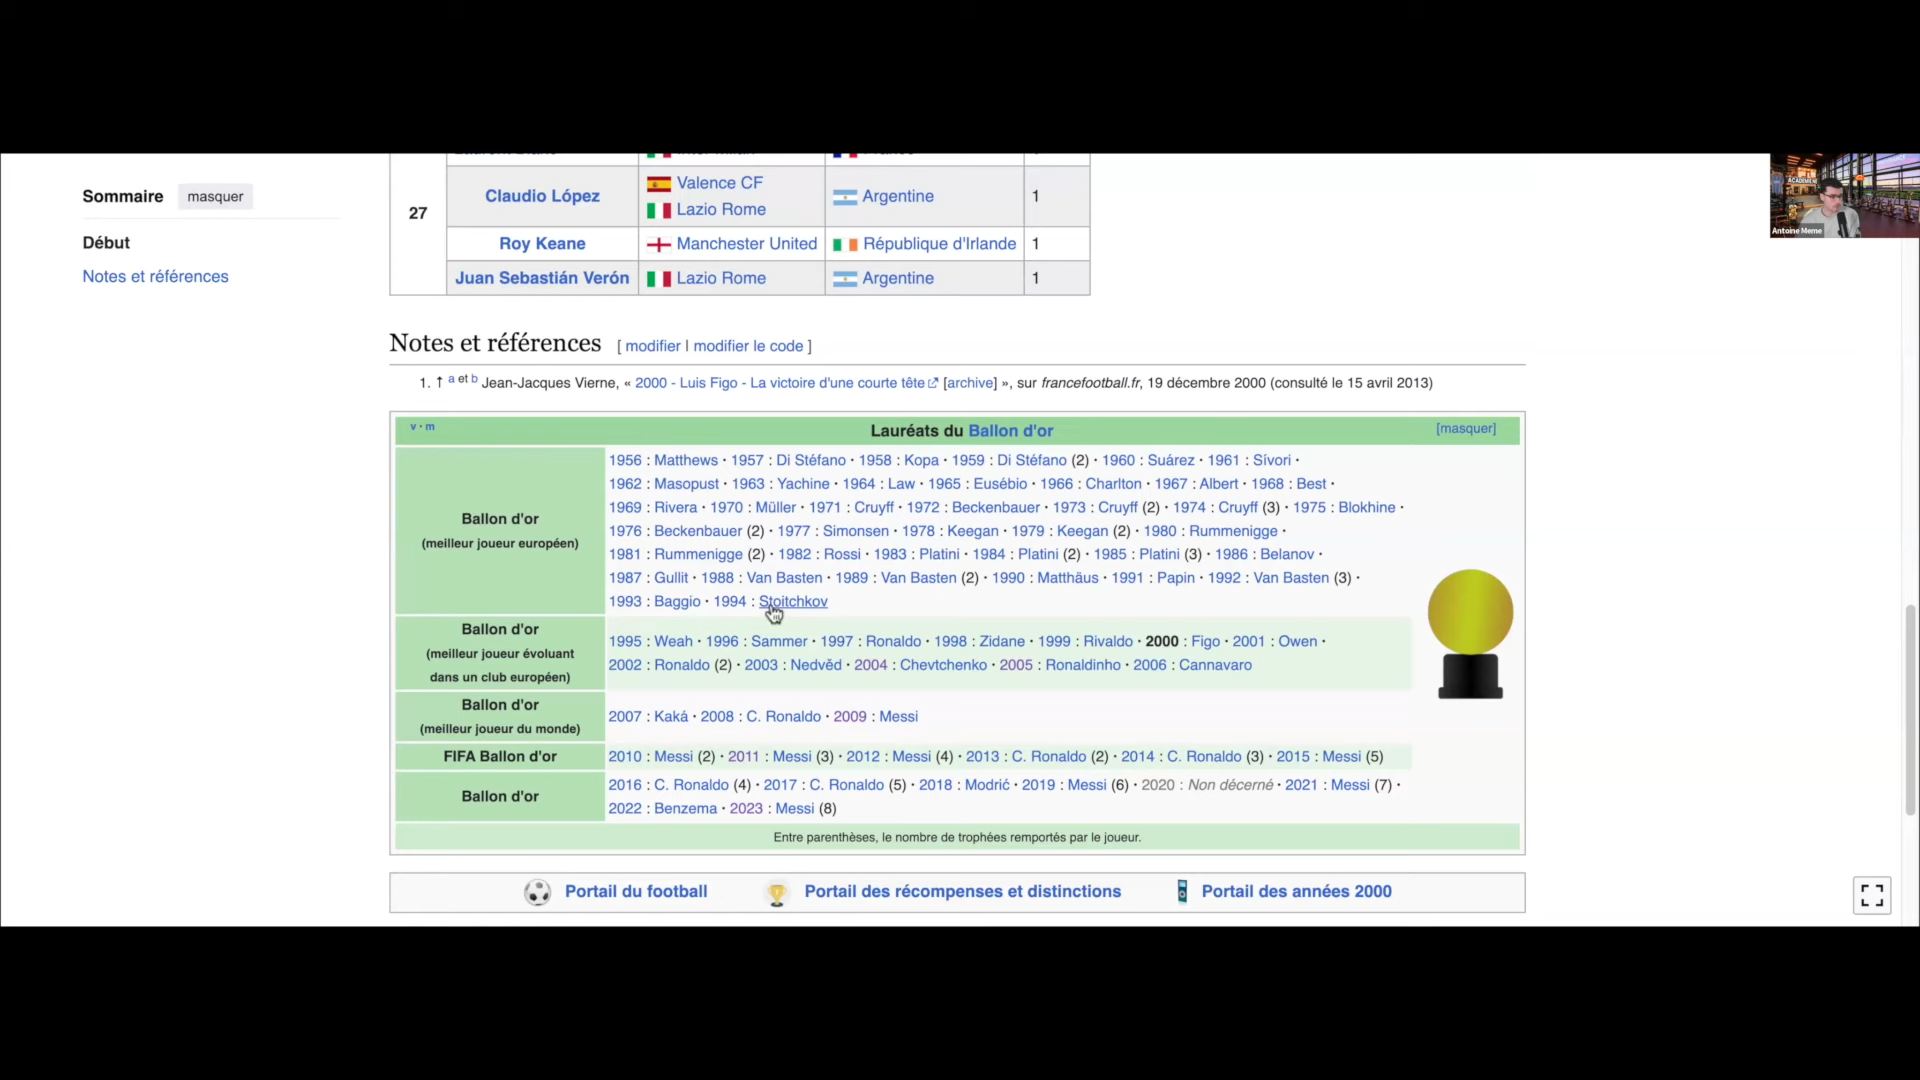 Sommaire masquer
Début
Notes et références
27
Claudio López
Valence CF
Lazio Rome
Argentine
1
Roy Keane
Manchester United
République d'Irlande
1
Juan Sebastián Verón
Lazio Rome
Argentine
1
Antoine Meme
Notes et références [ modifier | modifier le code ]
1. ↑ a et b Jean-Jacques Vierne, « 2000 - Luis Figo - La victoire d'une courte tête [archive] », sur francefootball.fr, 19 décembre 2000 (consulté le 15 avril 2013)
v · m
Lauréats du Ballon d'or
[masquer]
Ballon d'or
(meilleur joueur européen)
1956 : Matthews · 1957 : Di Stéfano · 1958 : Kopa · 1959 : Di Stéfano (2) · 1960 : Suárez · 1961 : Sívori ·
1962 : Masopust · 1963 : Yachine · 1964 : Law · 1965 : Eusébio · 1966 : Charlton · 1967 : Albert · 1968 : Best ·
1969 : Rivera · 1970 : Müller · 1971 : Cruyff · 1972 : Beckenbauer · 1973 : Cruyff (2) · 1974 : Cruyff (3) · 1975 : Blokhine ·
1976 : Beckenbauer (2) · 1977 : Simonsen · 1978 : Keegan · 1979 : Keegan (2) · 1980 : Rummenigge ·
1981 : Rummenigge (2) · 1982 : Rossi · 1983 : Platini · 1984 : Platini (2) · 1985 : Platini (3) · 1986 : Belanov ·
1987 : Gullit · 1988 : Van Basten · 1989 : Van Basten (2) · 1990 : Matthäus · 1991 : Papin · 1992 : Van Basten (3) ·
1993 : Baggio · 1994 : Stoitchkov
Ballon d'or
(meilleur joueur évoluant
dans un club européen)
1995 : Weah · 1996 : Sammer · 1997 : Ronaldo · 1998 : Zidane · 1999 : Rivaldo · 2000 : Figo · 2001 : Owen ·
2002 : Ronaldo (2) · 2003 : Nedvěd · 2004 : Chevtchenko · 2005 : Ronaldinho · 2006 : Cannavaro
Ballon d'or
(meilleur joueur du monde)
2007 : Kaká · 2008 : C. Ronaldo · 2009 : Messi
FIFA Ballon d'or
2010 : Messi (2) · 2011 : Messi (3) · 2012 : Messi (4) · 2013 : C. Ronaldo (2) · 2014 : C. Ronaldo (3) · 2015 : Messi (5)
Ballon d'or
2016 : C. Ronaldo (4) · 2017 : C. Ronaldo (5) · 2018 : Modrić · 2019 : Messi (6) · 2020 : Non décerné · 2021 : Messi (7) ·
2022 : Benzema · 2023 : Messi (8)
Entre parenthèses, le nombre de trophées remportés par le joueur.
Portail du football
Portail des récompenses et distinctions
Portail des années 2000